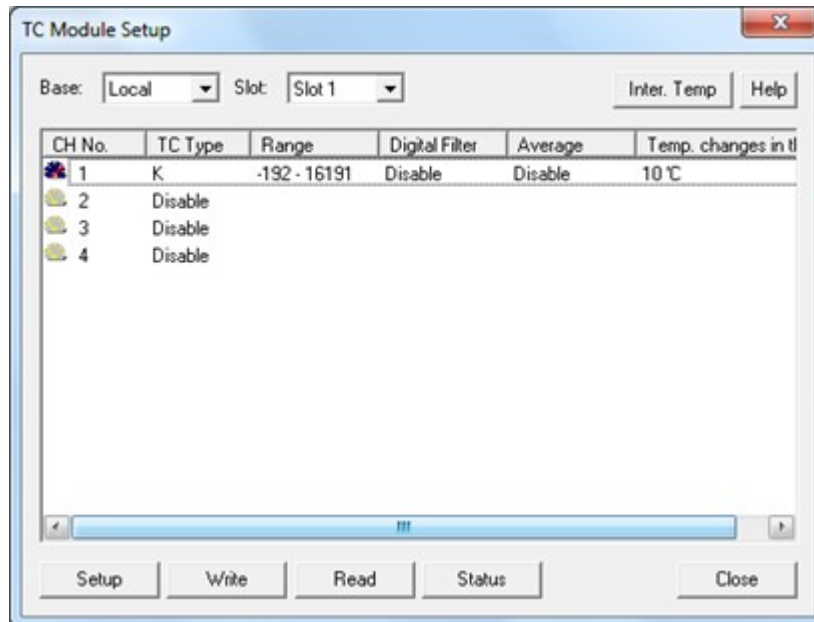 TC Module Setup
Base: Local Slot: Slot 1 Inter. Temp Help
CH No. TC Type Range Digital Filter Average Temp. changes in tl
1 K -192 - 16191 Disable Disable 10 ℃
2 Disable
3 Disable
4 Disable
Setup Write Read Status Close